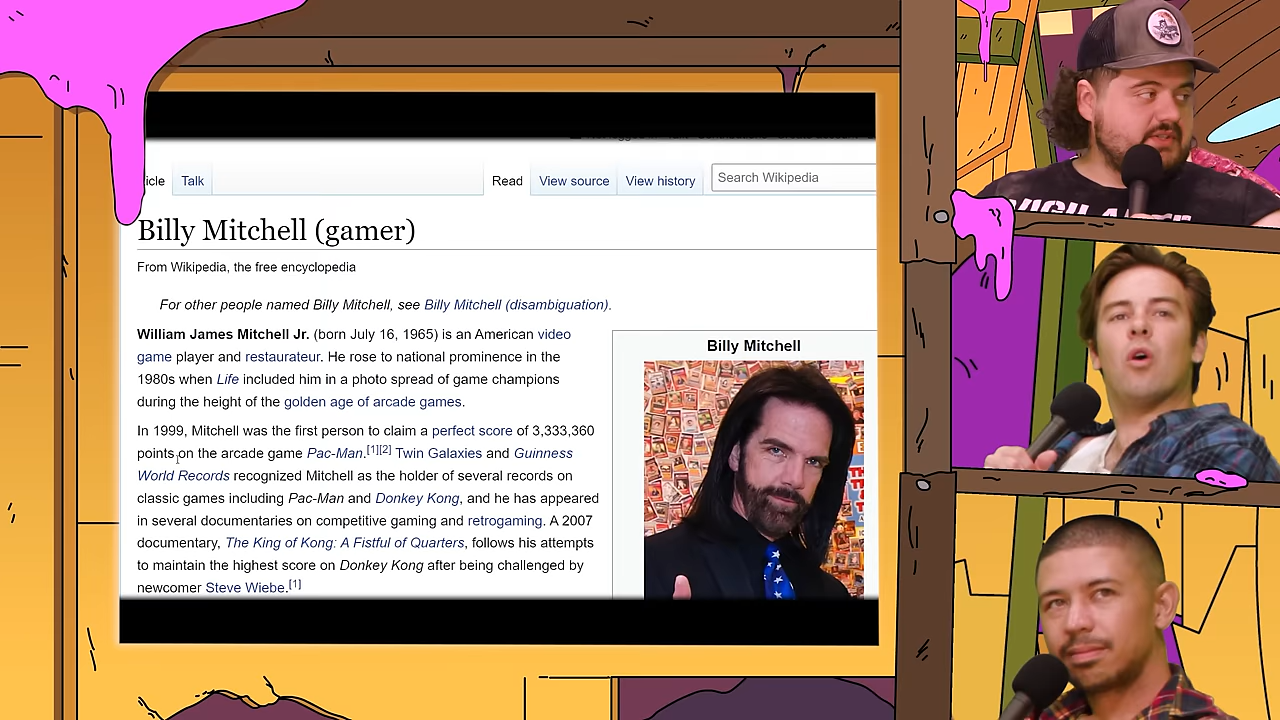 icle Talk Read View source View history Search Wikipedia
Billy Mitchell (gamer)
From Wikipedia, the free encyclopedia
For other people named Billy Mitchell, see Billy Mitchell (disambiguation).
William James Mitchell Jr. (born July 16, 1965) is an American video
game player and restaurateur. He rose to national prominence in the
1980s when Life included him in a photo spread of game champions
during the height of the golden age of arcade games.
In 1999, Mitchell was the first person to claim a perfect score of 3,333,360
points on the arcade game Pac-Man.[1][2] Twin Galaxies and Guinness
World Records recognized Mitchell as the holder of several records on
classic games including Pac-Man and Donkey Kong, and he has appeared
in several documentaries on competitive gaming and retrogaming. A 2007
documentary, The King of Kong: A Fistful of Quarters, follows his attempts
to maintain the highest score on Donkey Kong after being challenged by
newcomer Steve Wiebe.[1]
Billy Mitchell